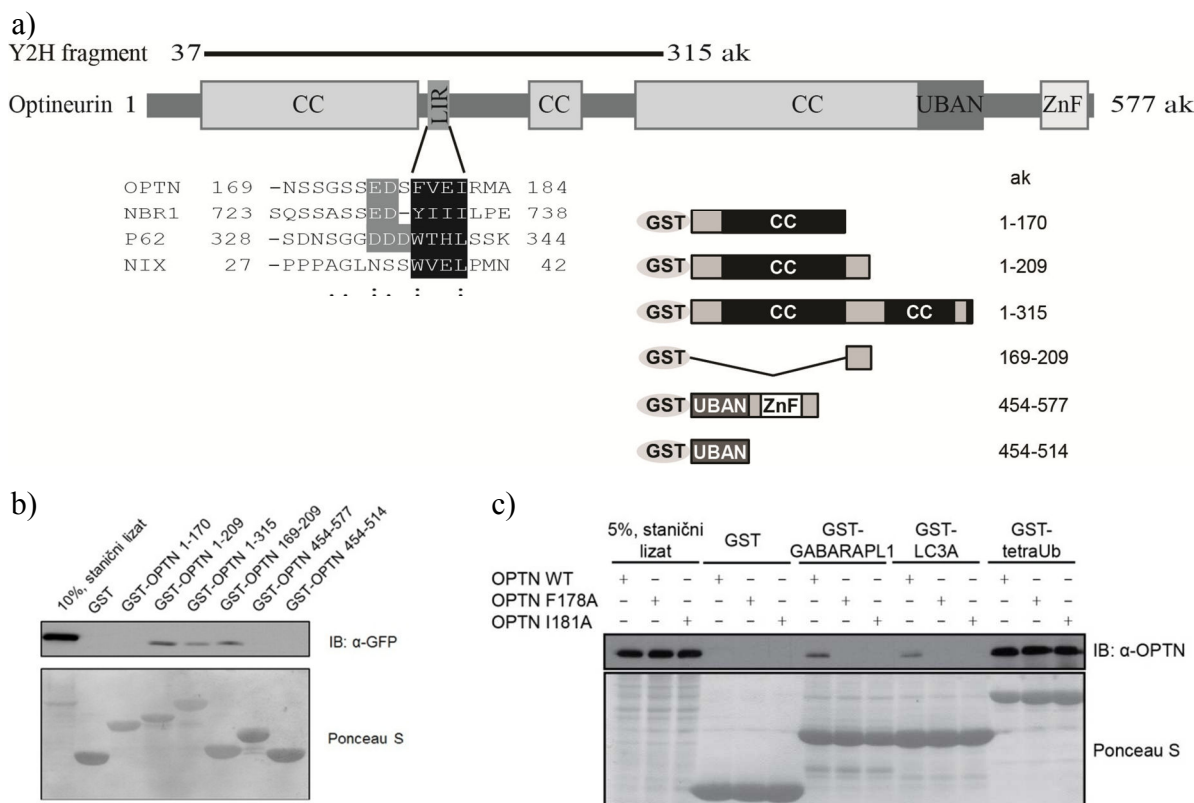 a)
Y2H fragment 37 315 ak
Optineurin 1 CC LIR CC CC UBAN ZnF 577 ak
OPTN 169 -NSSGSSEDSFVEIRMA 184
NBR1 723 SQSSASSED-YIIILPE 738
P62 328 -SDNSGGDDDWTHLSSK 344
NIX 27 -PPPAGLNSSWVELPMN 42
ak
GST CC 1-170
GST CC 1-209
GST CC CC 1-315
GST 169-209
GST UBAN ZnF 454-577
GST UBAN 454-514
b)
10%, stanični lizat
GST
GST-OPTN 1-170
GST-OPTN 1-209
GST-OPTN 1-315
GST-OPTN 169-209
GST-OPTN 454-577
GST-OPTN 454-514
IB: α-GFP
Ponceau S
c)
5%, stanični lizat
GST
GST-GABARAPL1
GST-LC3A
GST-tetraUb
OPTN WT + – – + – – + – – + – – + – –
OPTN F178A – + – – + – – + – – + – – + –
OPTN I181A – – + – – + – – + – – + – – +
IB: α-OPTN
Ponceau S